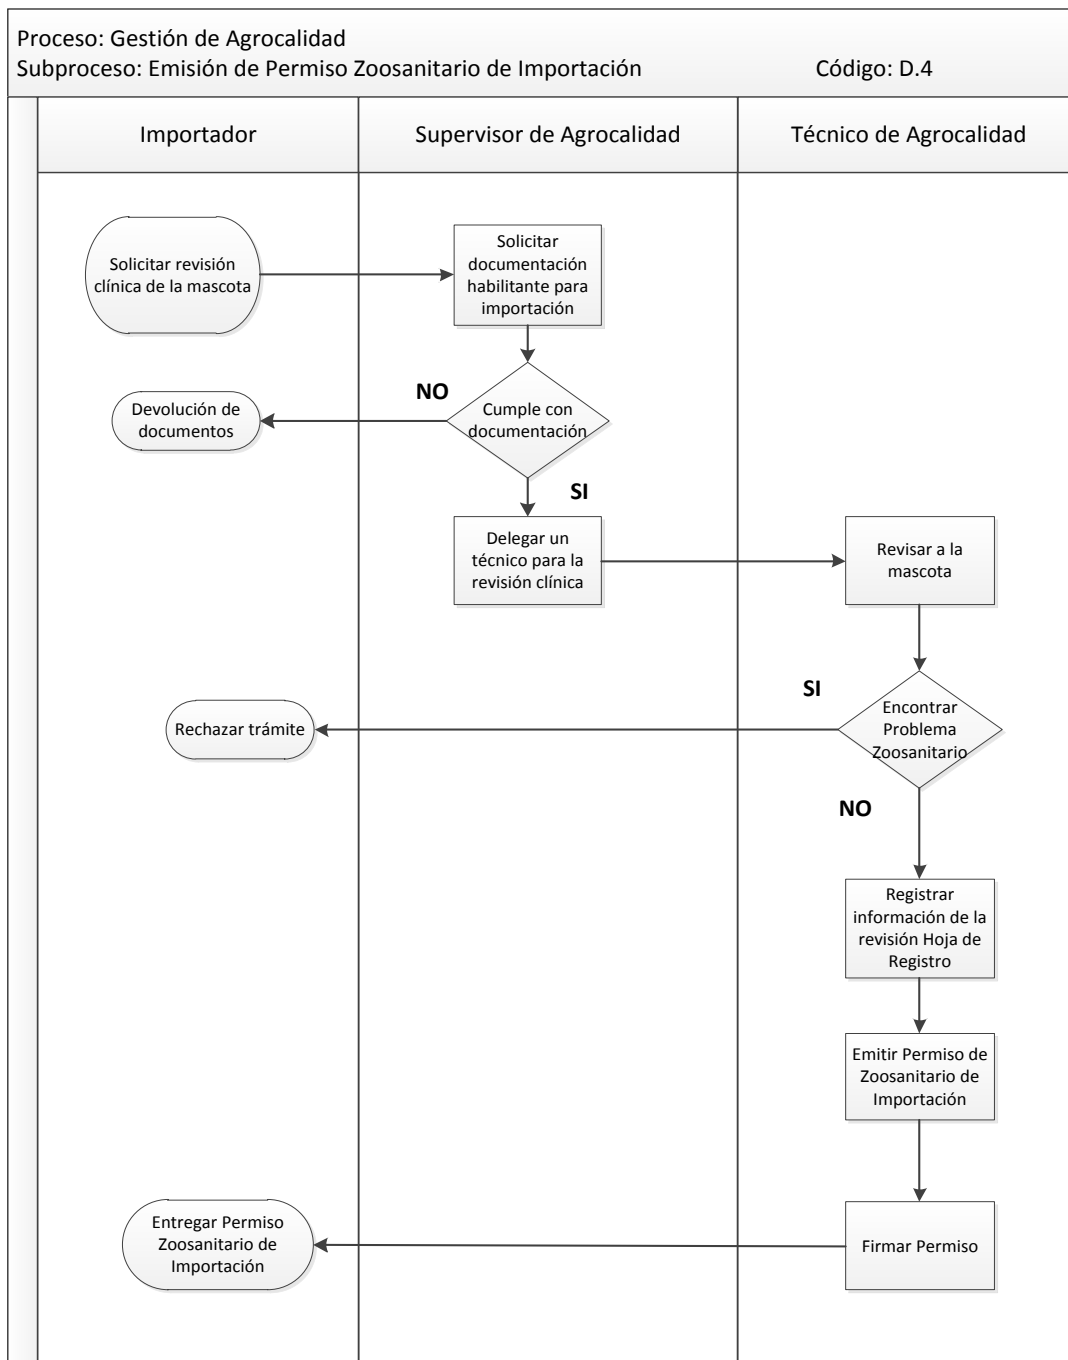 Proceso: Gestión de Agrocalidad
Subproceso: Emisión de Permiso Zoosanitario de Importación Código: D.4
Importador
Supervisor de Agrocalidad
Técnico de Agrocalidad
Solicitar revisión
clínica de la mascota
Solicitar
documentación
habilitante para
importación
NO
Cumple con
documentación
Devolución de
documentos
SI
Delegar un
técnico para la
revisión clínica
Revisar a la
mascota
SI
Encontrar
Problema
Zoosanitario
Rechazar trámite
NO
Registrar
información de la
revisión Hoja de
Registro
Emitir Permiso de
Zoosanitario de
Importación
Firmar Permiso
Entregar Permiso
Zoosanitario de
Importación